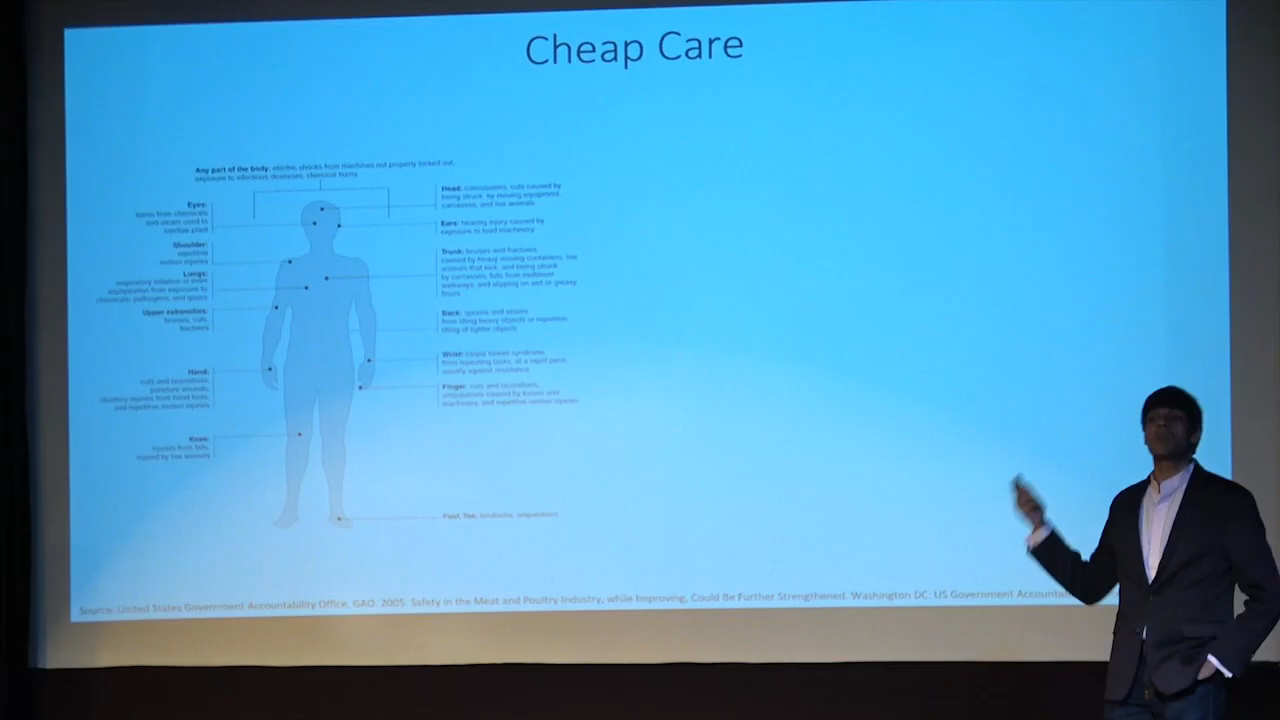 Cheap Care
Any part of the body: electric shocks from machines not properly locked out,
exposure to infectious deseases, chemical burns
Eyes:
burns from chemicals
and steam used to
sanitize plant
Shoulder:
repetitive
motion injuries
Lungs:
respiratory irritation or even
asphyxiation from exposure to
chemicals, pathogens, and gases
Upper extremities:
bruises, cuts,
fractures
Hand:
cuts and lacerations,
puncture wounds,
from hand tools,
and repetitive motion injuries
Knee:
injuries from falls,
injured by live animals
Head: concussions, cuts caused by
being struck by moving equipment,
carcasses, and live animals
Ears: hearing injury caused by
exposure to loud machinery
Trunk: bruises and fractures
caused by heavy moving containers, live
animals that kick, and being struck
by carcasses, falls from multilevel
walkways, and slipping on wet or greasy
floors
Back: sprains and strains
from lifting heavy objects or repetitive
lifting of lighter objects
Wrist: carpal tunnel syndrome
from repeating tasks, at a rapid pace,
usually against resistance
Finger: cuts and lacerations,
amputations caused by knives and
machinery, and repetitive motion injuries
Foot, Toe: amputations
Source: United States Government Accountability Office, GAO. 2005. Safety in the Meat and Poultry Industry, while Improving, Could Be Further Strengthened. Washington DC: US Government